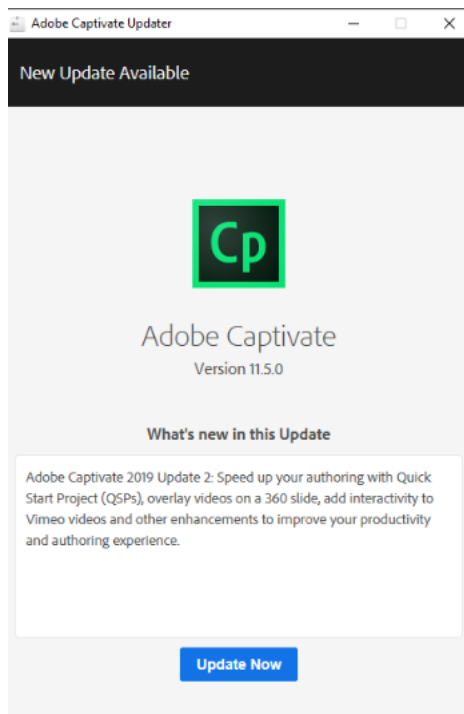 Adobe Captivate Updater
New Update Available
Cp
Adobe Captivate
Version 11.5.0
What's new in this Update
Adobe Captivate 2019 Update 2: Speed up your authoring with Quick
Start Project (QSPs), overlay videos on a 360 slide, add interactivity to
Vimeo videos and other enhancements to improve your productivity
and authoring experience.
Update Now